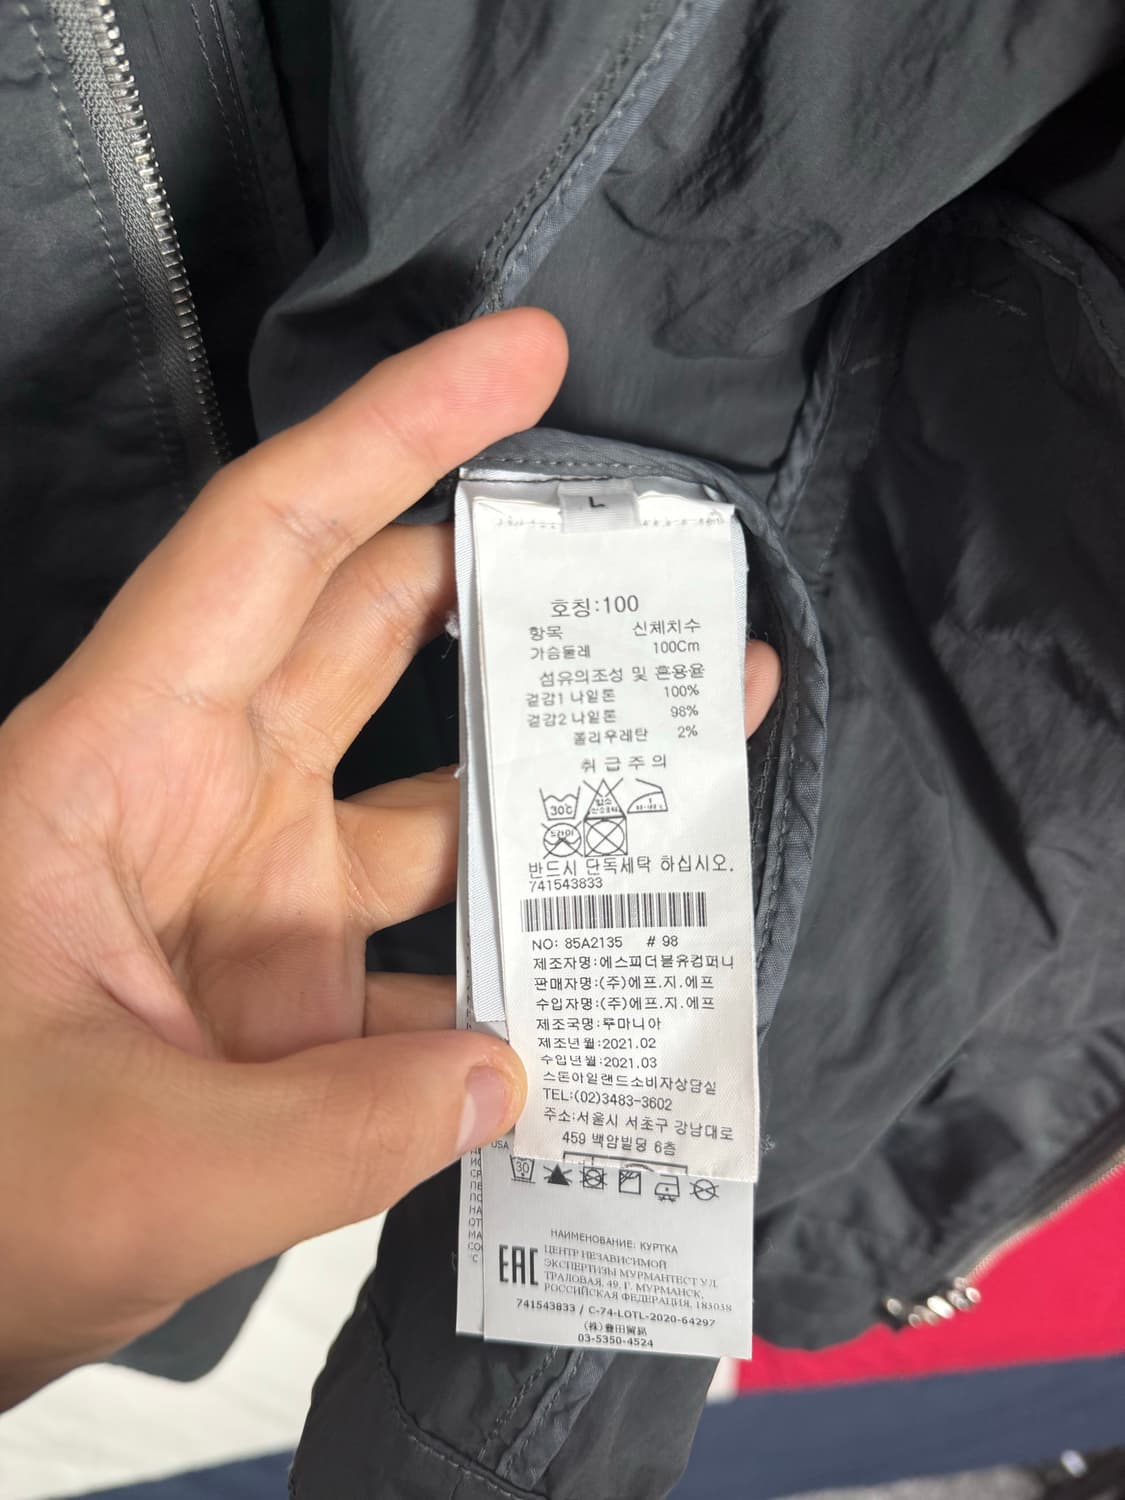 L
호칭:100
항목 신체치수
가슴둘레 100Cm
섬유의조성 및 혼용율
겉감1 나일론 100%
겉감2 나일론 98%
폴리우레탄 2%
취급주의
30℃
드라이
반드시 단독세탁 하십시오.
741543833
NO: 85A2135 # 98
제조자명:에스피더블유컴퍼니
판매자명:(주)에프.지.에프
수입자명:(주)에프.지.에프
제조국명:루마니아
제조년월:2021.02
수입년월:2021.03
스톤아일랜드소비자상담실
TEL:(02)3483-3602
주소:서울시 서초구 강남대로
459 백암빌딩 6층
USA
30
НАИМЕНОВАНИЕ: КУРТКА
EAC
ЦЕНТР НЕЗАВИСИМОЙ
ЭКСПЕРТИЗЫ МУРМАНТЕСТ УЛ.
ТРАЛОВАЯ, 49, Г. МУРМАНСК,
РОССИЙСКАЯ ФЕДЕРАЦИЯ, 183038
741543833 / C-74-LOTL-2020-64297
(株)豊田貿易
03-5350-4524